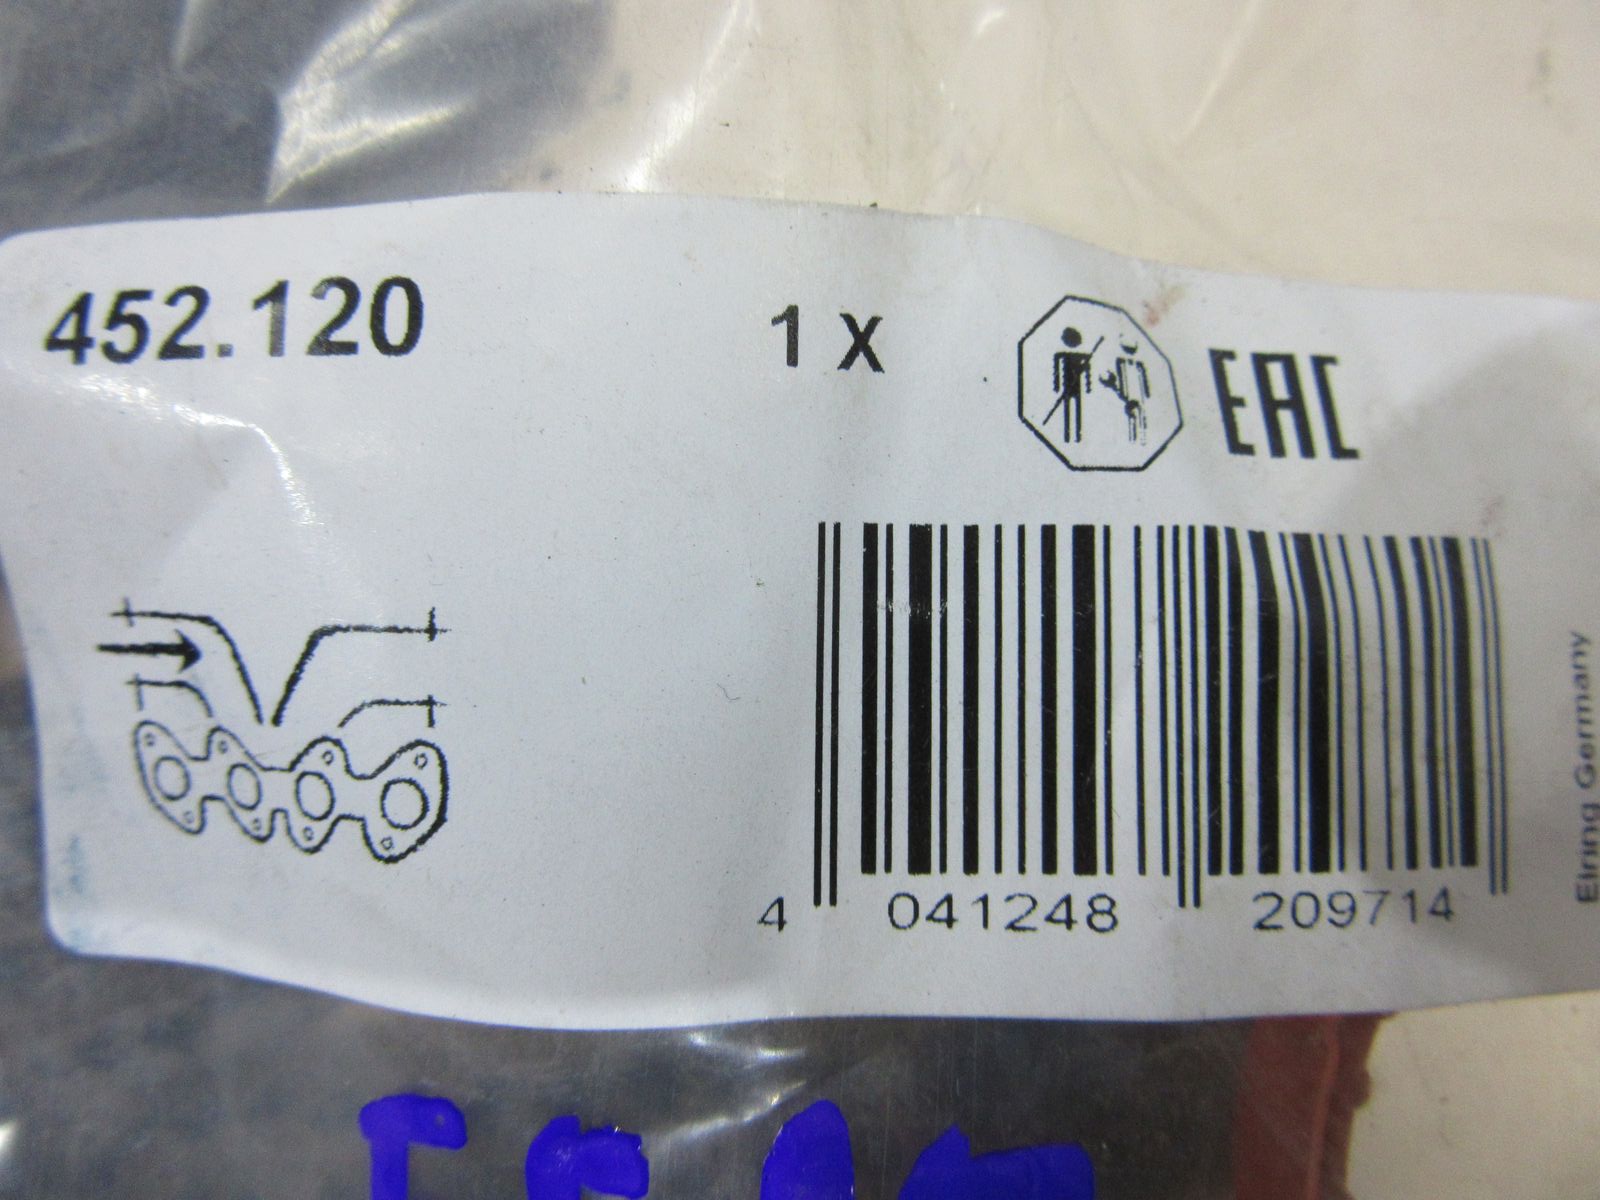 452.120
1 X
EAC
4 041248 209714
Elring Germany